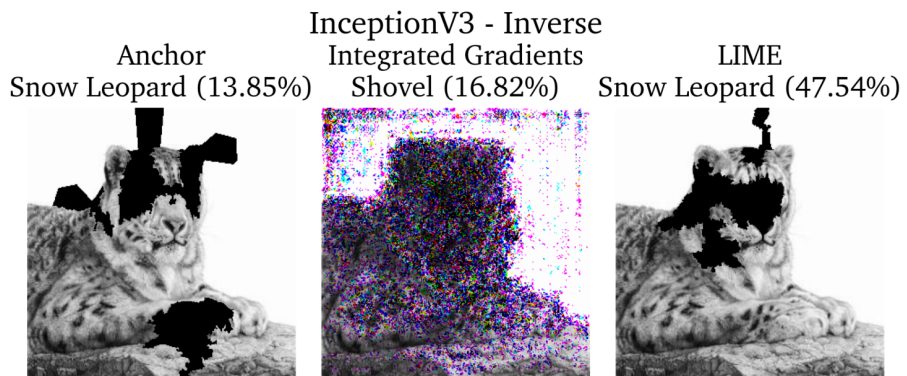 InceptionV3 - Inverse
Anchor
Snow Leopard (13.85%)
Integrated Gradients
Shovel (16.82%)
LIME
Snow Leopard (47.54%)